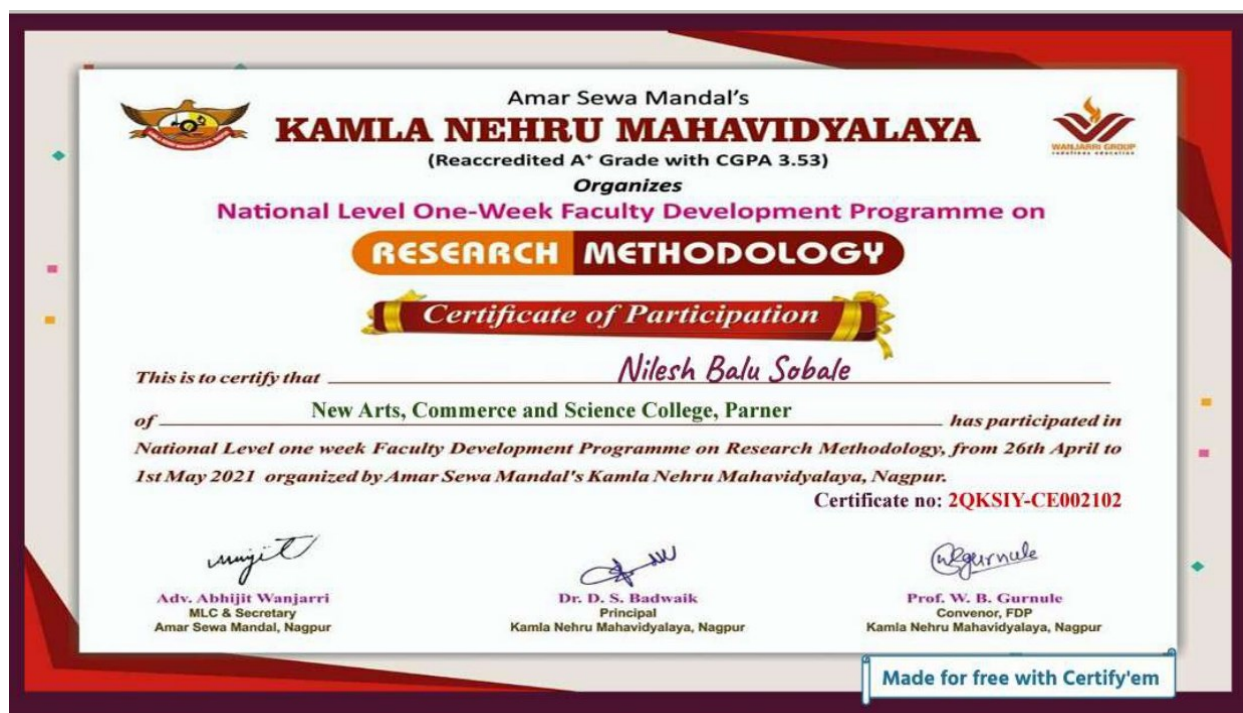 Amar Sewa Mandal's
KAMLA NEHRU MAHAVIDYALAYA
(Reaccredited A+ Grade with CGPA 3.53)
Organizes
National Level One-Week Faculty Development Programme on
RESEARCH METHODOLOGY
Certificate of Participation
WANJARRI GROUP
redefines education
This is to certify that Nilesh Balu Sobale
of New Arts, Commerce and Science College, Parner has participated in
National Level one week Faculty Development Programme on Research Methodology, from 26th April to
1st May 2021 organized by Amar Sewa Mandal's Kamla Nehru Mahavidyalaya, Nagpur.
Certificate no: 2QKSIY-CE002102
Adv. Abhijit Wanjarri
MLC & Secretary
Amar Sewa Mandal, Nagpur
Dr. D. S. Badwaik
Principal
Kamla Nehru Mahavidyalaya, Nagpur
Prof. W. B. Gurnule
Convenor, FDP
Kamla Nehru Mahavidyalaya, Nagpur
Made for free with Certify'em